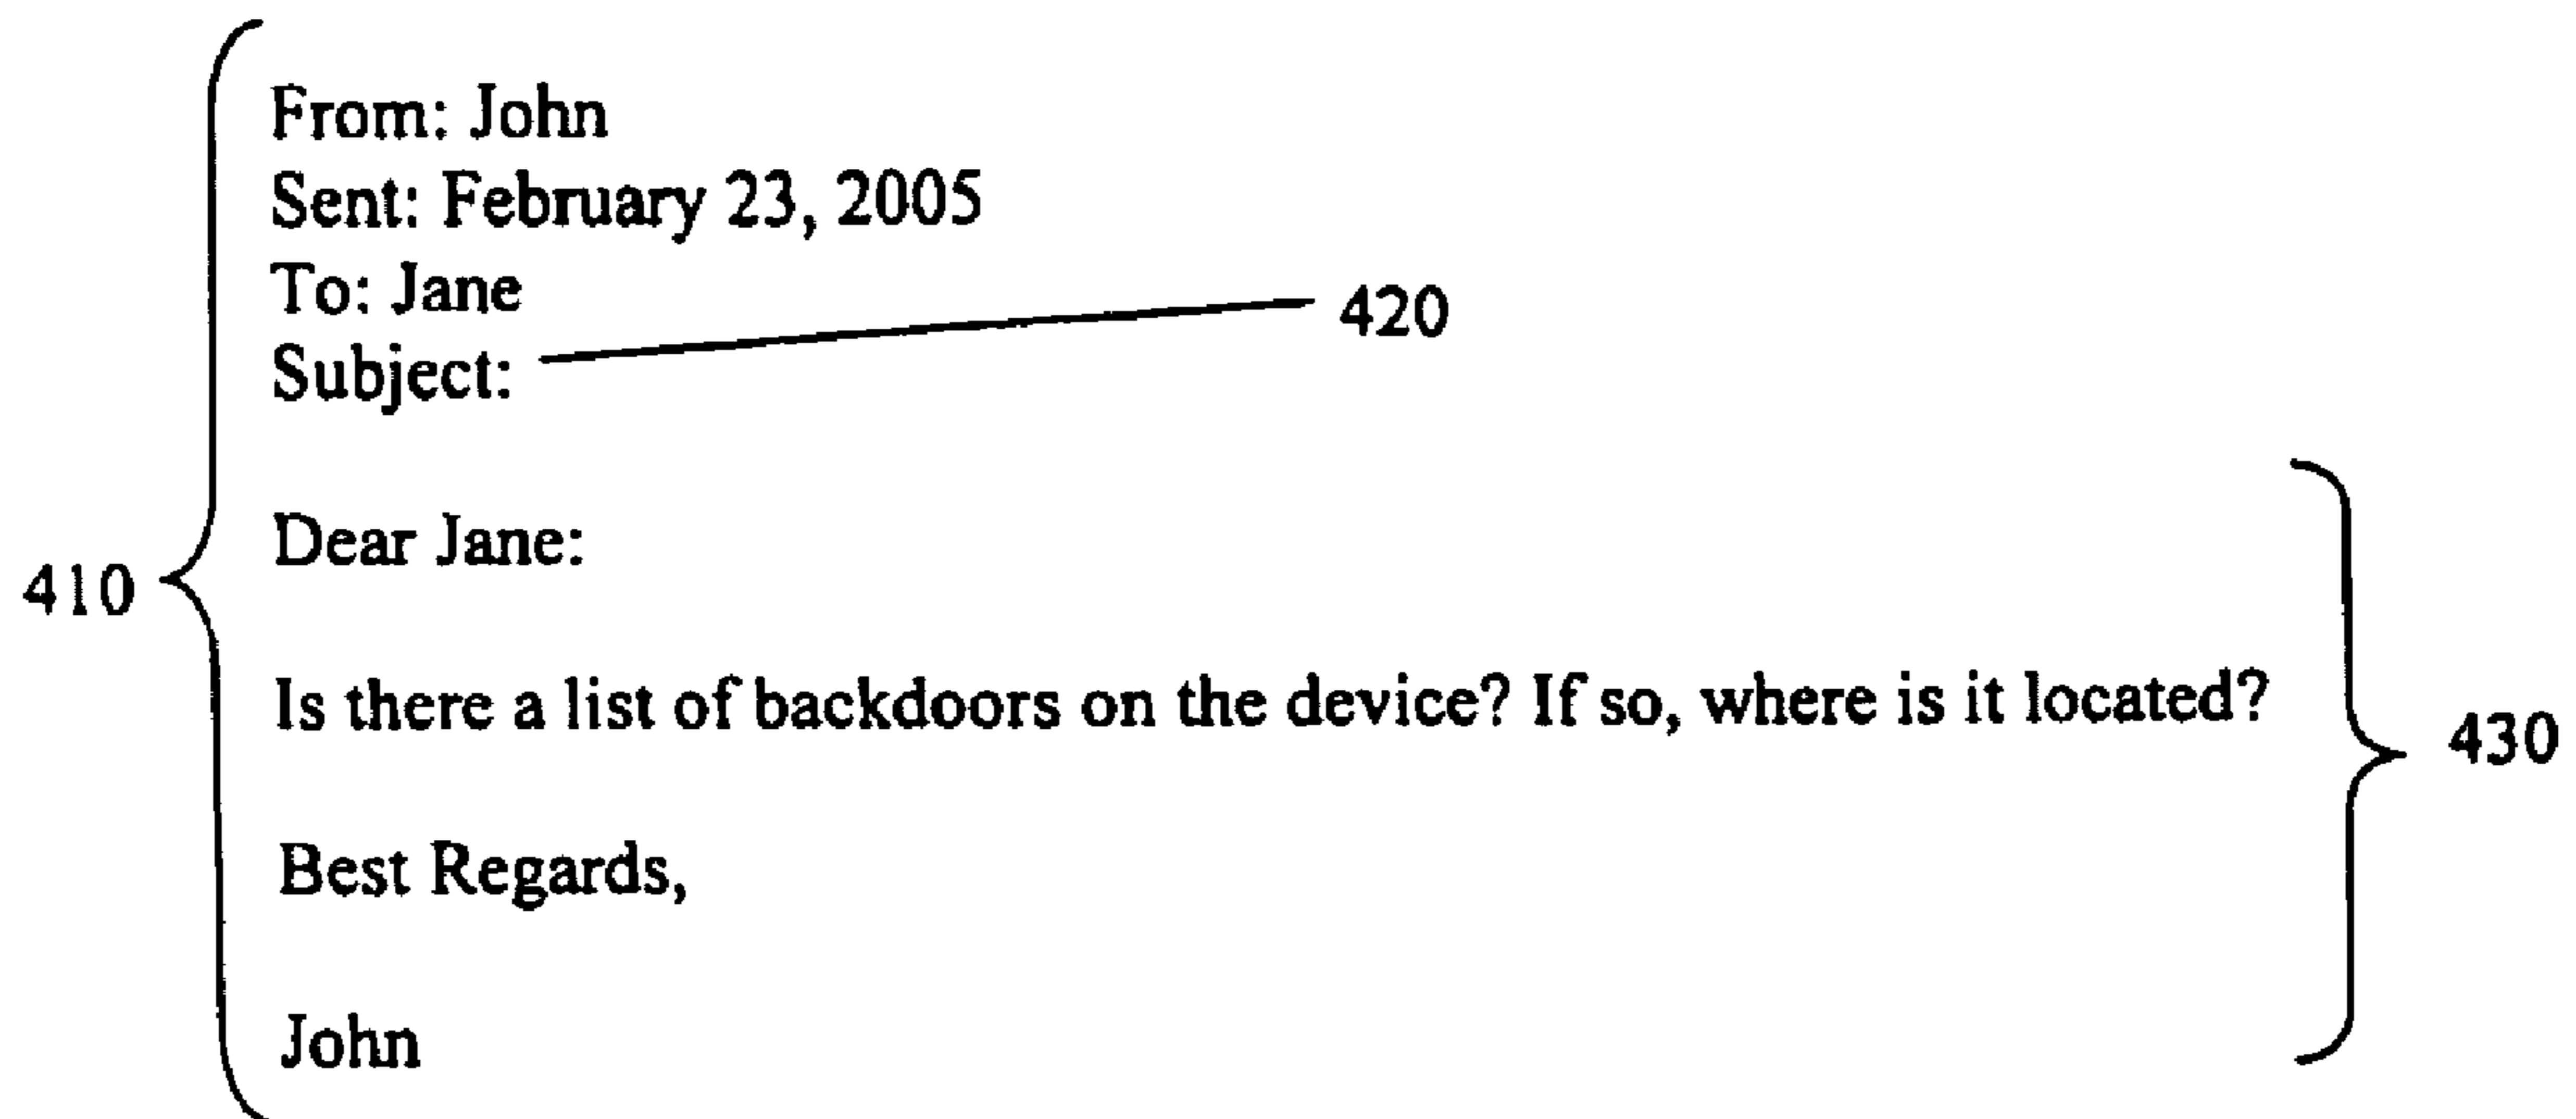 From: John
Sent: February 23, 2005
To: Jane
420
Subject:
Dear Jane:
410
Is there a list of backdoors on the device? If so, where is it located?
430
Best Regards,
John